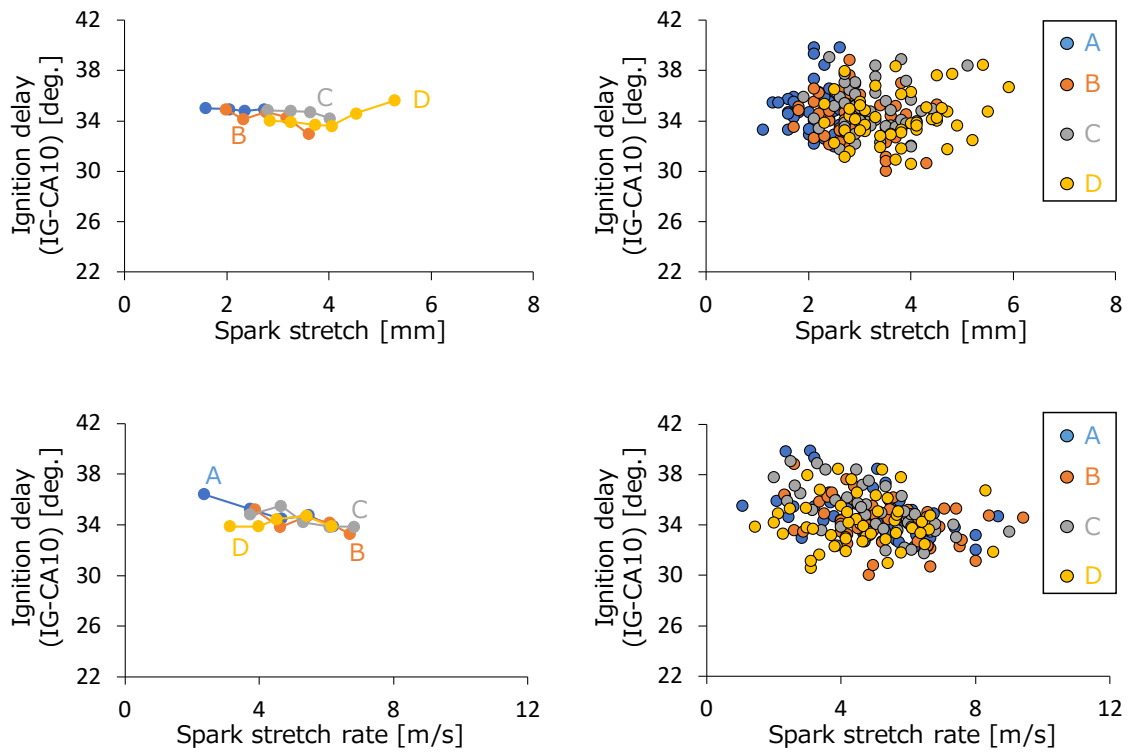 42
38
34
30
26
22
0
2
4
6
8
Ignition delay
(IG-CA10) [deg.]
Spark stretch [mm]
B
C
D
42
38
34
30
26
22
0
2
4
6
8
Ignition delay
(IG-CA10) [deg.]
Spark stretch [mm]
A
B
C
D
42
38
34
30
26
22
0
4
8
12
Ignition delay
(IG-CA10) [deg.]
Spark stretch rate [m/s]
A
D
C
B
42
38
34
30
26
22
0
4
8
12
Ignition delay
(IG-CA10) [deg.]
Spark stretch rate [m/s]
A
B
C
D